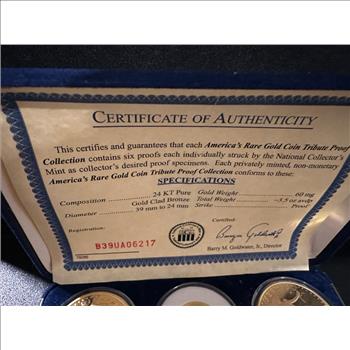 CERTIFICATE OF AUTHENTICITY
This certifies and guarantees that each America's Rare Gold Coin Tribute Proof
Collection contains six proofs each individually struck by the National Collector's
Mint as collector's desired proof specimens. Each privately minted, non-monetary
America's Rare Gold Coin Tribute Proof Collection conforms to these:
SPECIFICATIONS
Composition 24 KT Pure Gold Clad Bronze
Diameter 39 mm to 24 mm
Gold Weight 60 mg
Total Weight ~3.5 oz avdp
Strike Proof
Registration:
B39UA06217
Certified:
Barry M. Goldwater, Jr., Director